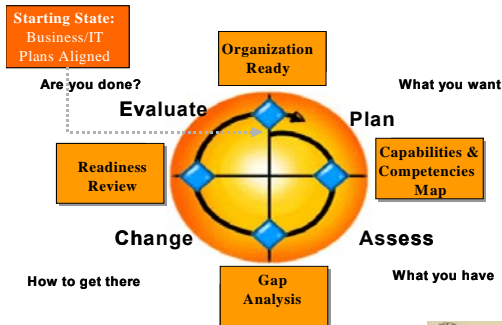 Starting State:
Business/IT
Plans Aligned
Organization
Ready
Are you done?
What you want
Evaluate
Plan
Readiness
Review
Capabilities &
Competencies
Map
Change
Assess
How to get there
Gap
Analysis
What you have